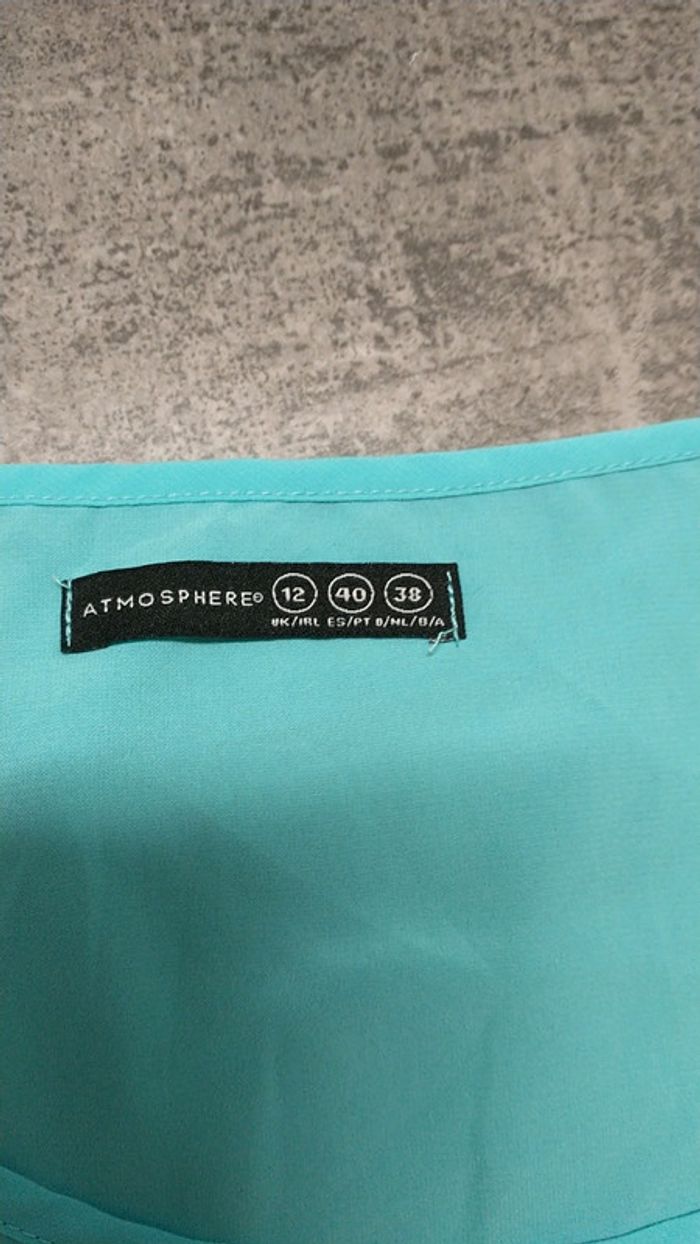 ATMOSPHERE® 12 40 38
UK/IRL ES/PT D/NL/B/A